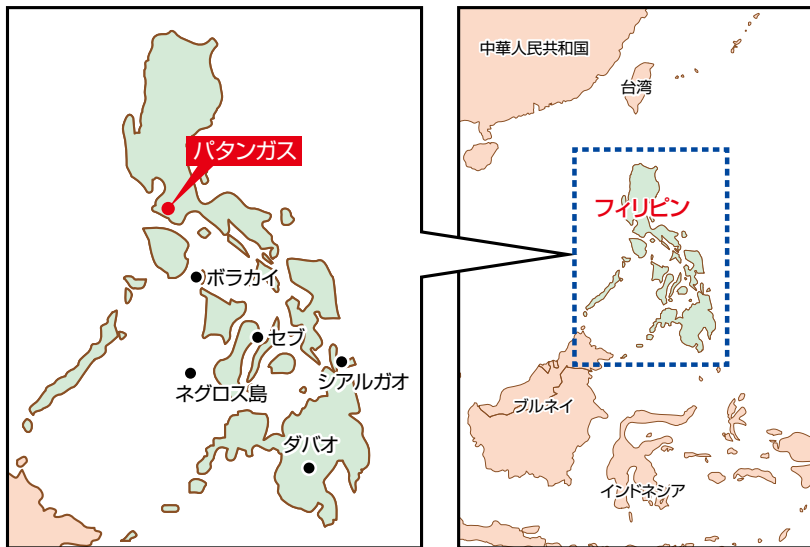 パタンガス
ボラカイ
セブ
シアルガオ
ネグロス島
ダバオ
中華人民共和国
台湾
フィリピン
ブルネイ
インドネシア